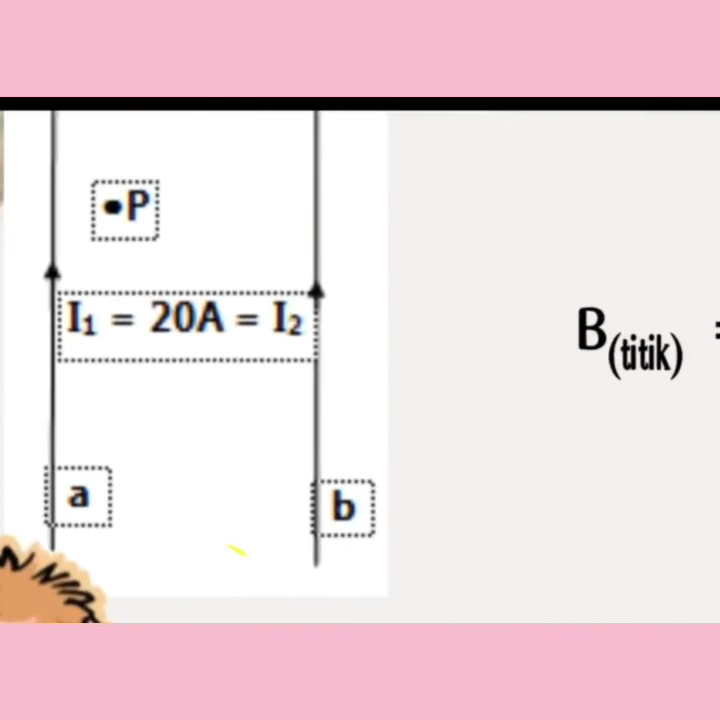 •P
I₁ = 20A = I₂
B(titik) =
a
b